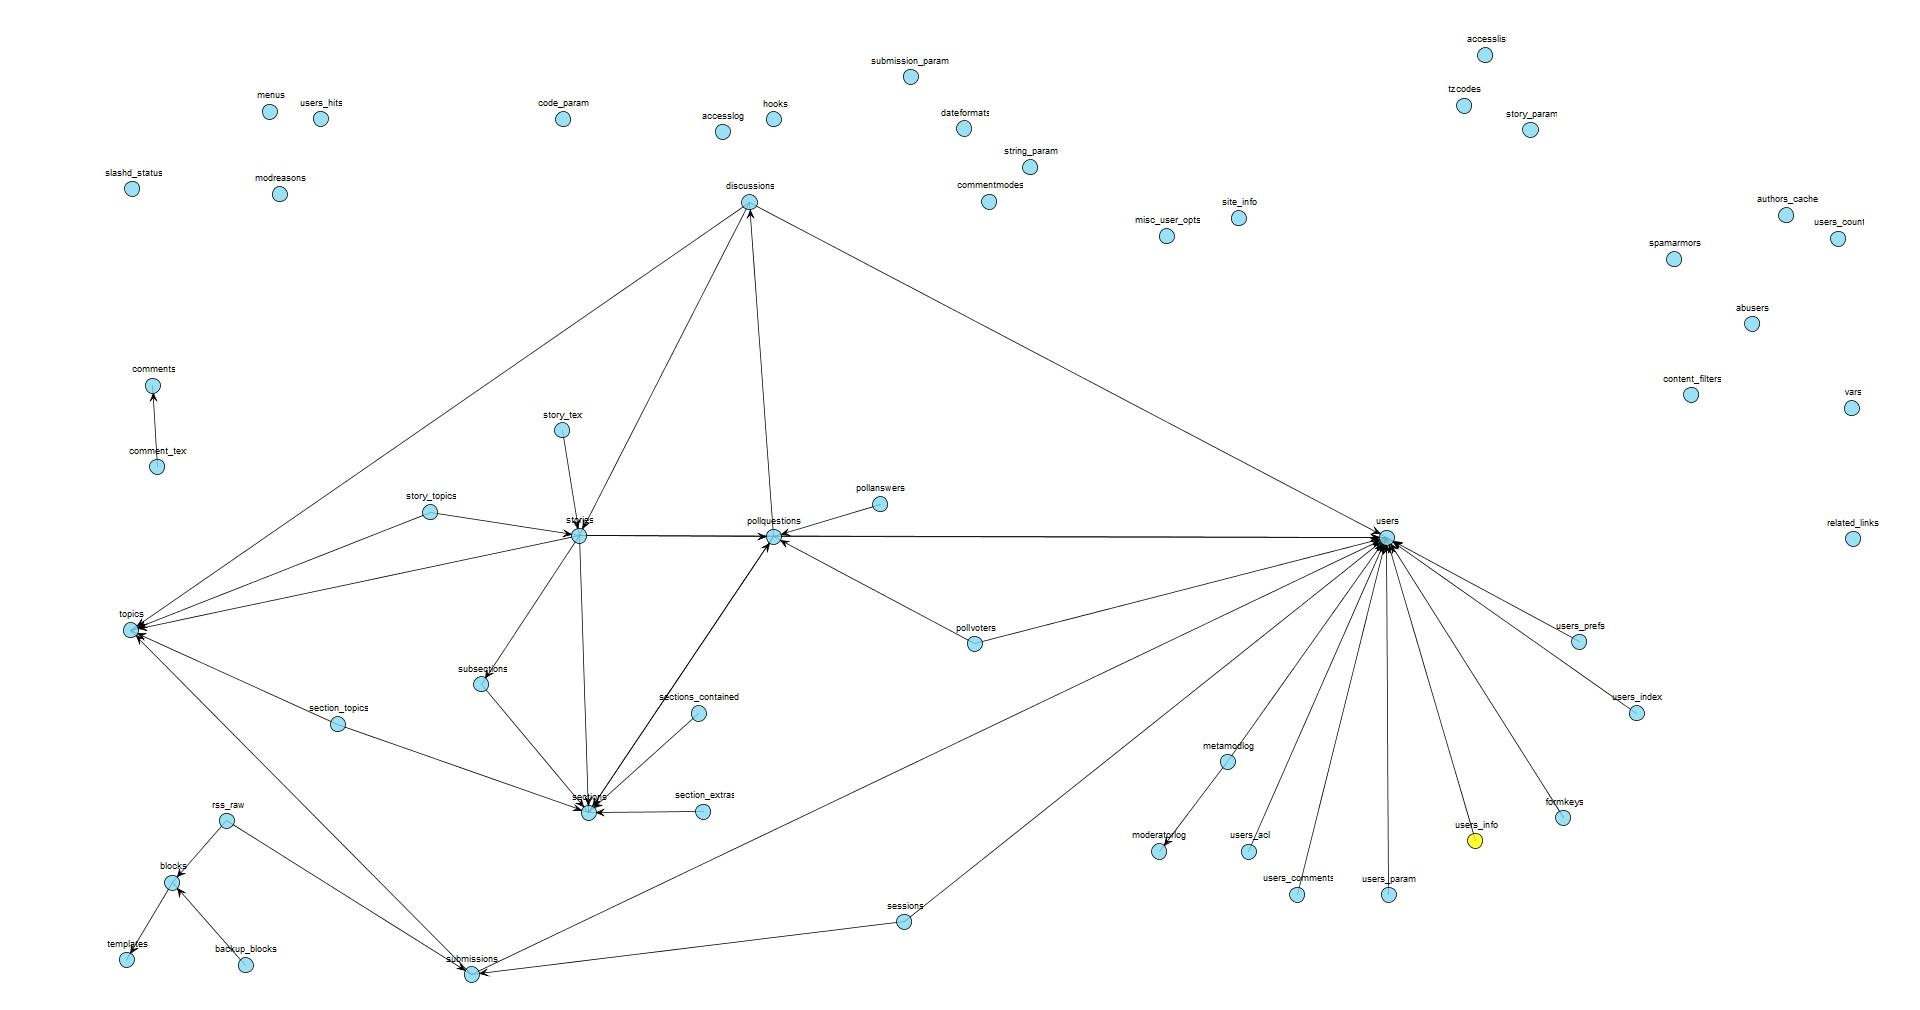 accesslis
submission_param
tzcodes
menus
users_hits
code_param
hooks
accesslog
dateformats
story_param
string_param
slashd_status
modreasons
discussions
commentmodes
authors_cache
site_info
misc_user_opts
users_count
spamarmors
abusers
comments
content_filters
vars
story_tex
comment_tex
pollanswers
story_topics
stories
pollquestions
users
related_links
topics
pollvoters
users_prefs
subsections
sections_contained
users_index
section_topics
metamodlog
sections
section_extras
rss_raw
formkeys
users_info
moderatorlog
users_acl
blocks
users_comments
users_param
sessions
templates
backup_blocks
submissions